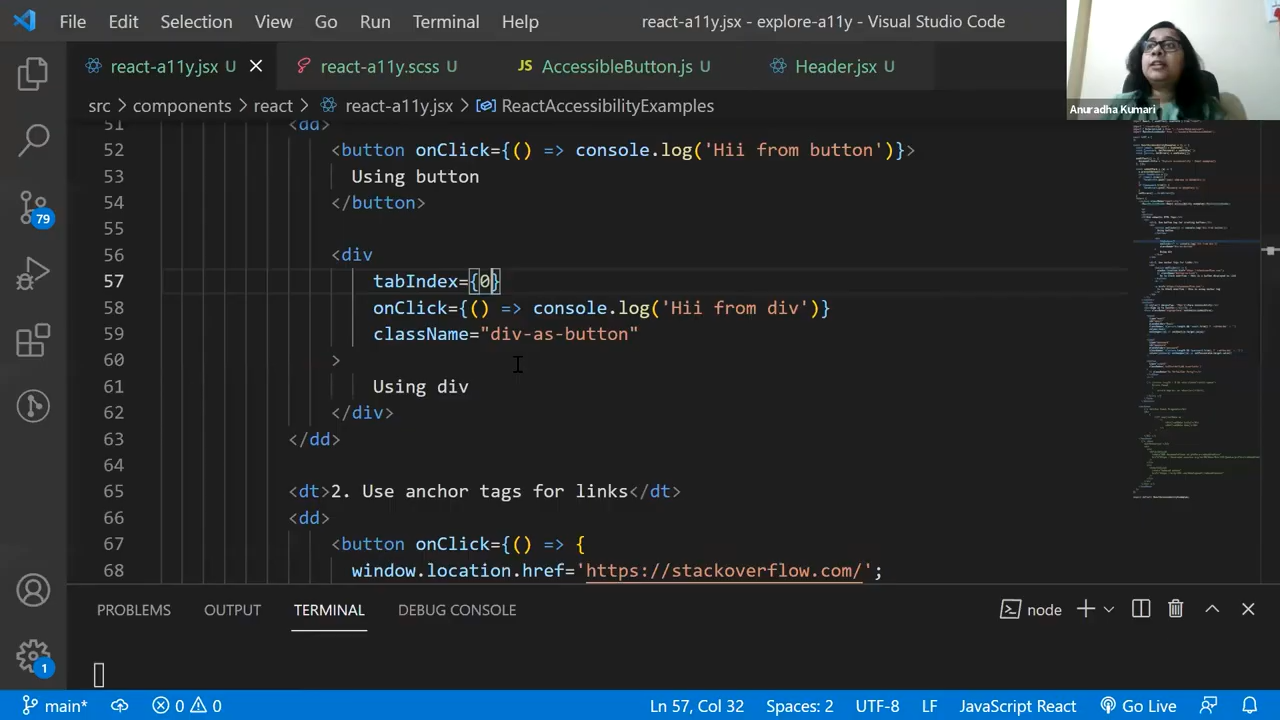 File Edit Selection View Go Run Terminal Help react-a11y.jsx - explore-a11y - Visual Studio Code
react-a11y.jsx U react-a11y.scss U JS AccessibleButton.js U Header.jsx U
Anuradha Kumari
src > components > react > react-a11y.jsx > ReactAccessibilityExamples
51 <dd>
52 <button onClick={() => console.log('Hii from button')}>
53 Using button
54 </button>
55
56 <div
57 tabIndex={0}
58 onClick={() => console.log('Hii from div')}
59 className="div-as-button"
60 >
61 Using div
62 </div>
63 </dd>
64
65 <dt>2. Use anchor tags for links</dt>
66 <dd>
67 <button onClick={() => {
68 window.location.href='https://stackoverflow.com/';
79
1
PROBLEMS OUTPUT TERMINAL DEBUG CONSOLE node
main* 0 0 Ln 57, Col 32 Spaces: 2 UTF-8 LF JavaScript React Go Live